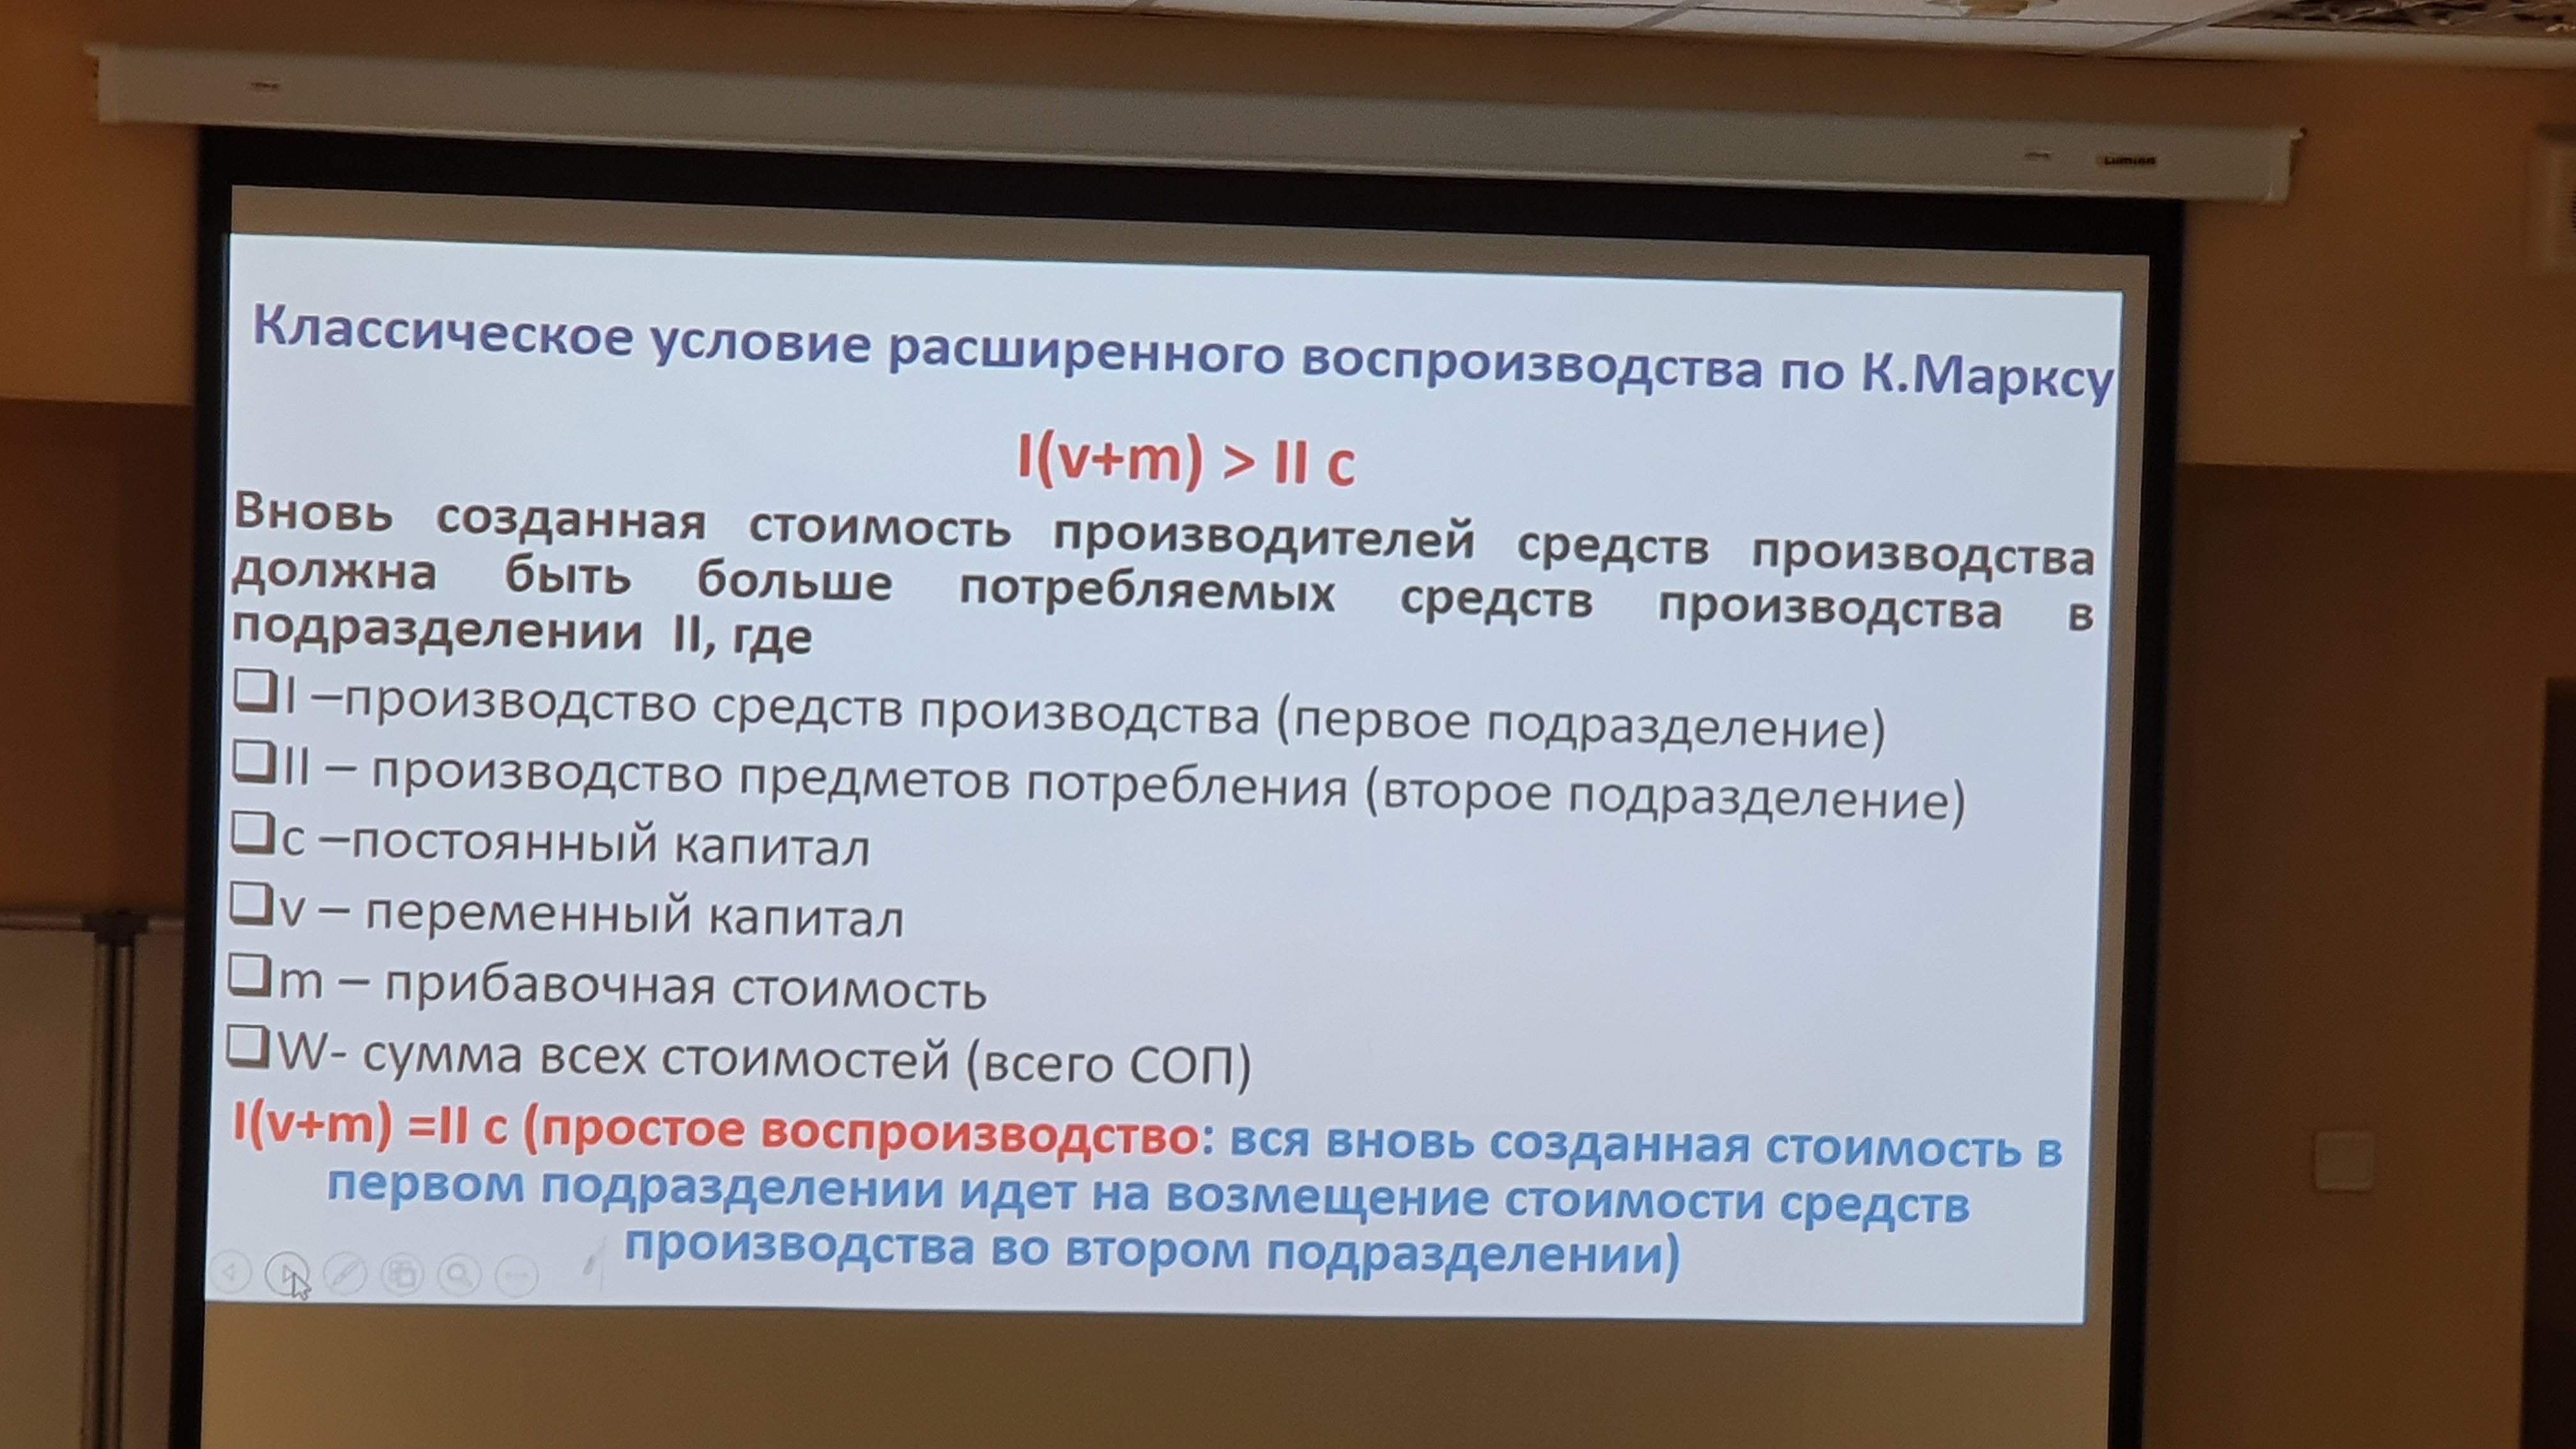 Lumien
Классическое условие расширенного воспроизводства по К.Марксу
I(v+m) > II c
Вновь созданная стоимость производителей средств производства
должна быть больше потребляемых средств производства в
подразделении II, где
❑I –производство средств производства (первое подразделение)
❑II – производство предметов потребления (второе подразделение)
❑c –постоянный капитал
❑v – переменный капитал
❑m – прибавочная стоимость
❑W- сумма всех стоимостей (всего СОП)
I(v+m) =II c (простое воспроизводство: вся вновь созданная стоимость в
первом подразделении идет на возмещение стоимости средств
производства во втором подразделении)